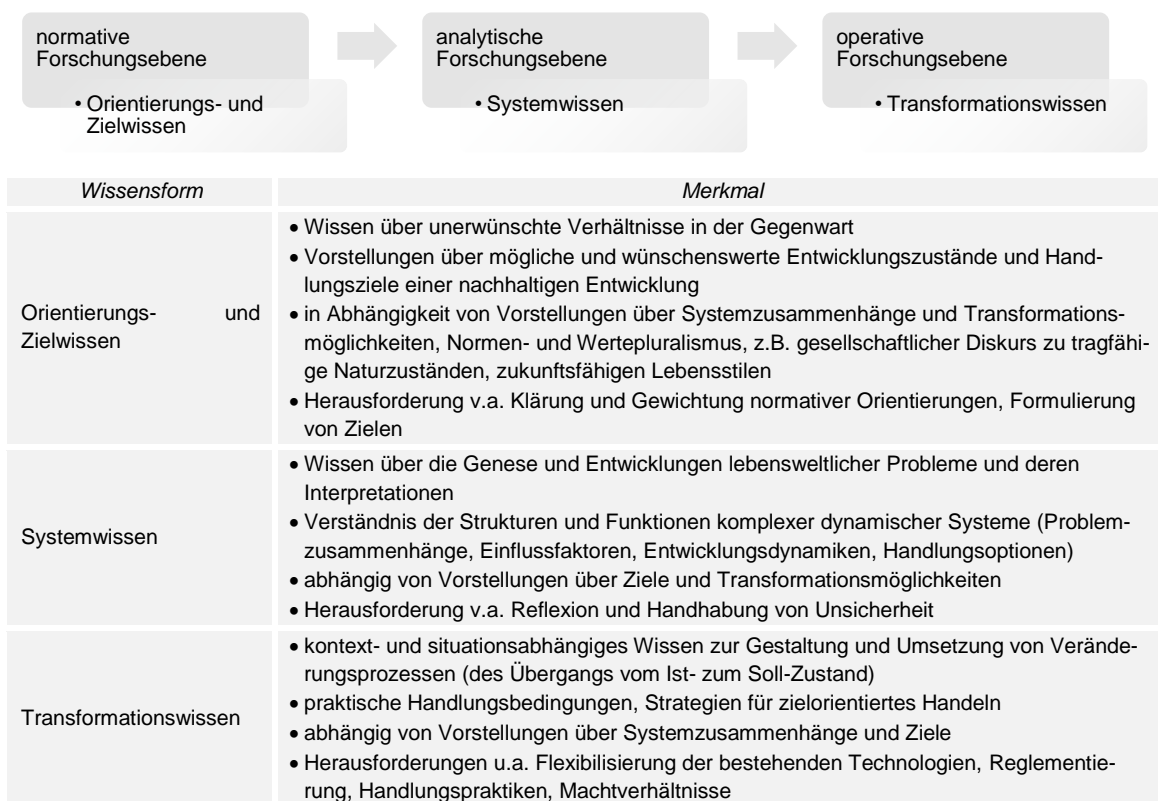 normative
Forschungsebene
• Orientierungs- und
Zielwissen
analytische
Forschungsebene
• Systemwissen
operative
Forschungsebene
• Transformationswissen
Wissensform
Merkmal
Orientierungs- und
Zielwissen
• Wissen über unerwünschte Verhältnisse in der Gegenwart
• Vorstellungen über mögliche und wünschenswerte Entwicklungszustände und Hand-
lungsziele einer nachhaltigen Entwicklung
• in Abhängigkeit von Vorstellungen über Systemzusammenhänge und Transformations-
möglichkeiten, Normen- und Wertepluralismus, z.B. gesellschaftlicher Diskurs zu tragfähi-
ge Naturzuständen, zukunftsfähigen Lebensstilen
• Herausforderung v.a. Klärung und Gewichtung normativer Orientierungen, Formulierung
von Zielen
Systemwissen
• Wissen über die Genese und Entwicklungen lebensweltlicher Probleme und deren
Interpretationen
• Verständnis der Strukturen und Funktionen komplexer dynamischer Systeme (Problem-
zusammenhänge, Einflussfaktoren, Entwicklungsdynamiken, Handlungsoptionen)
• abhängig von Vorstellungen über Ziele und Transformationsmöglichkeiten
• Herausforderung v.a. Reflexion und Handhabung von Unsicherheit
Transformationswissen
• kontext- und situationsabhängiges Wissen zur Gestaltung und Umsetzung von Verände-
rungsprozessen (des Übergangs vom Ist- zum Soll-Zustand)
• praktische Handlungsbedingungen, Strategien für zielorientiertes Handeln
• abhängig von Vorstellungen über Systemzusammenhänge und Ziele
• Herausforderungen u.a. Flexibilisierung der bestehenden Technologien, Reglementie-
rung, Handlungspraktiken, Machtverhältnisse